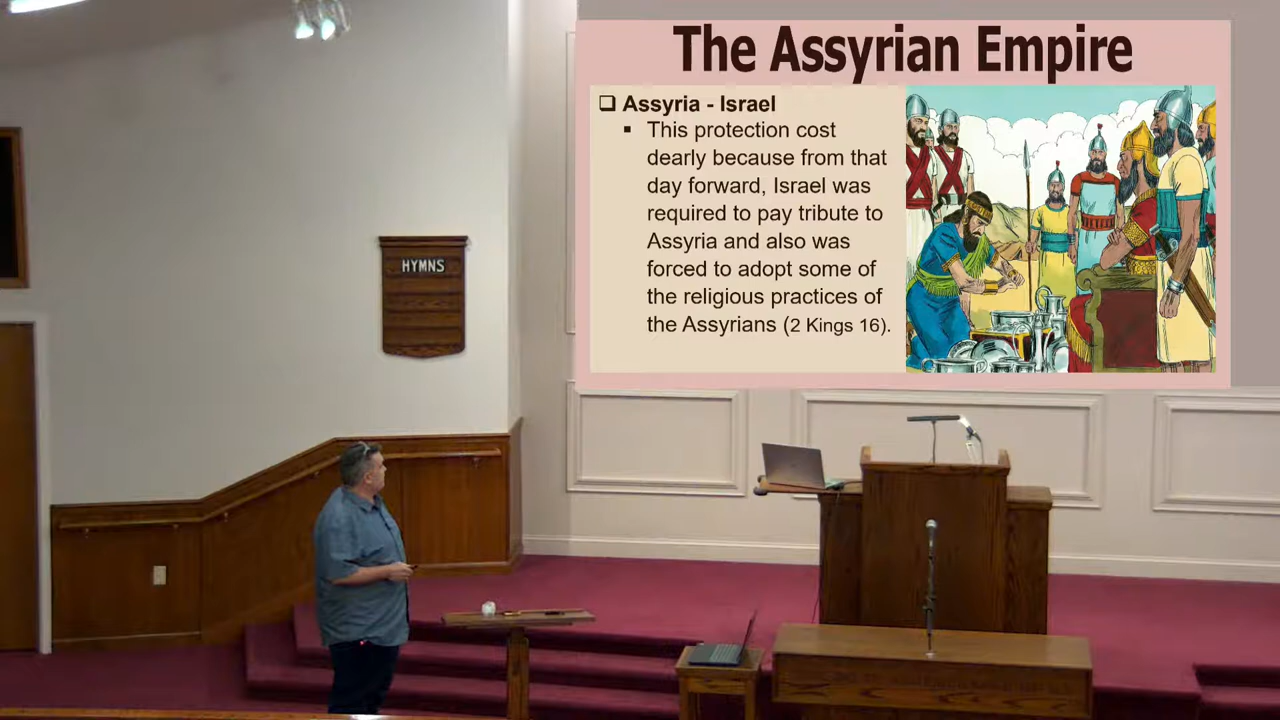 The Assyrian Empire
❑ Assyria - Israel
▪ This protection cost
dearly because from that
day forward, Israel was
required to pay tribute to
Assyria and also was
forced to adopt some of
the religious practices of
the Assyrians (2 Kings 16).
HYMNS